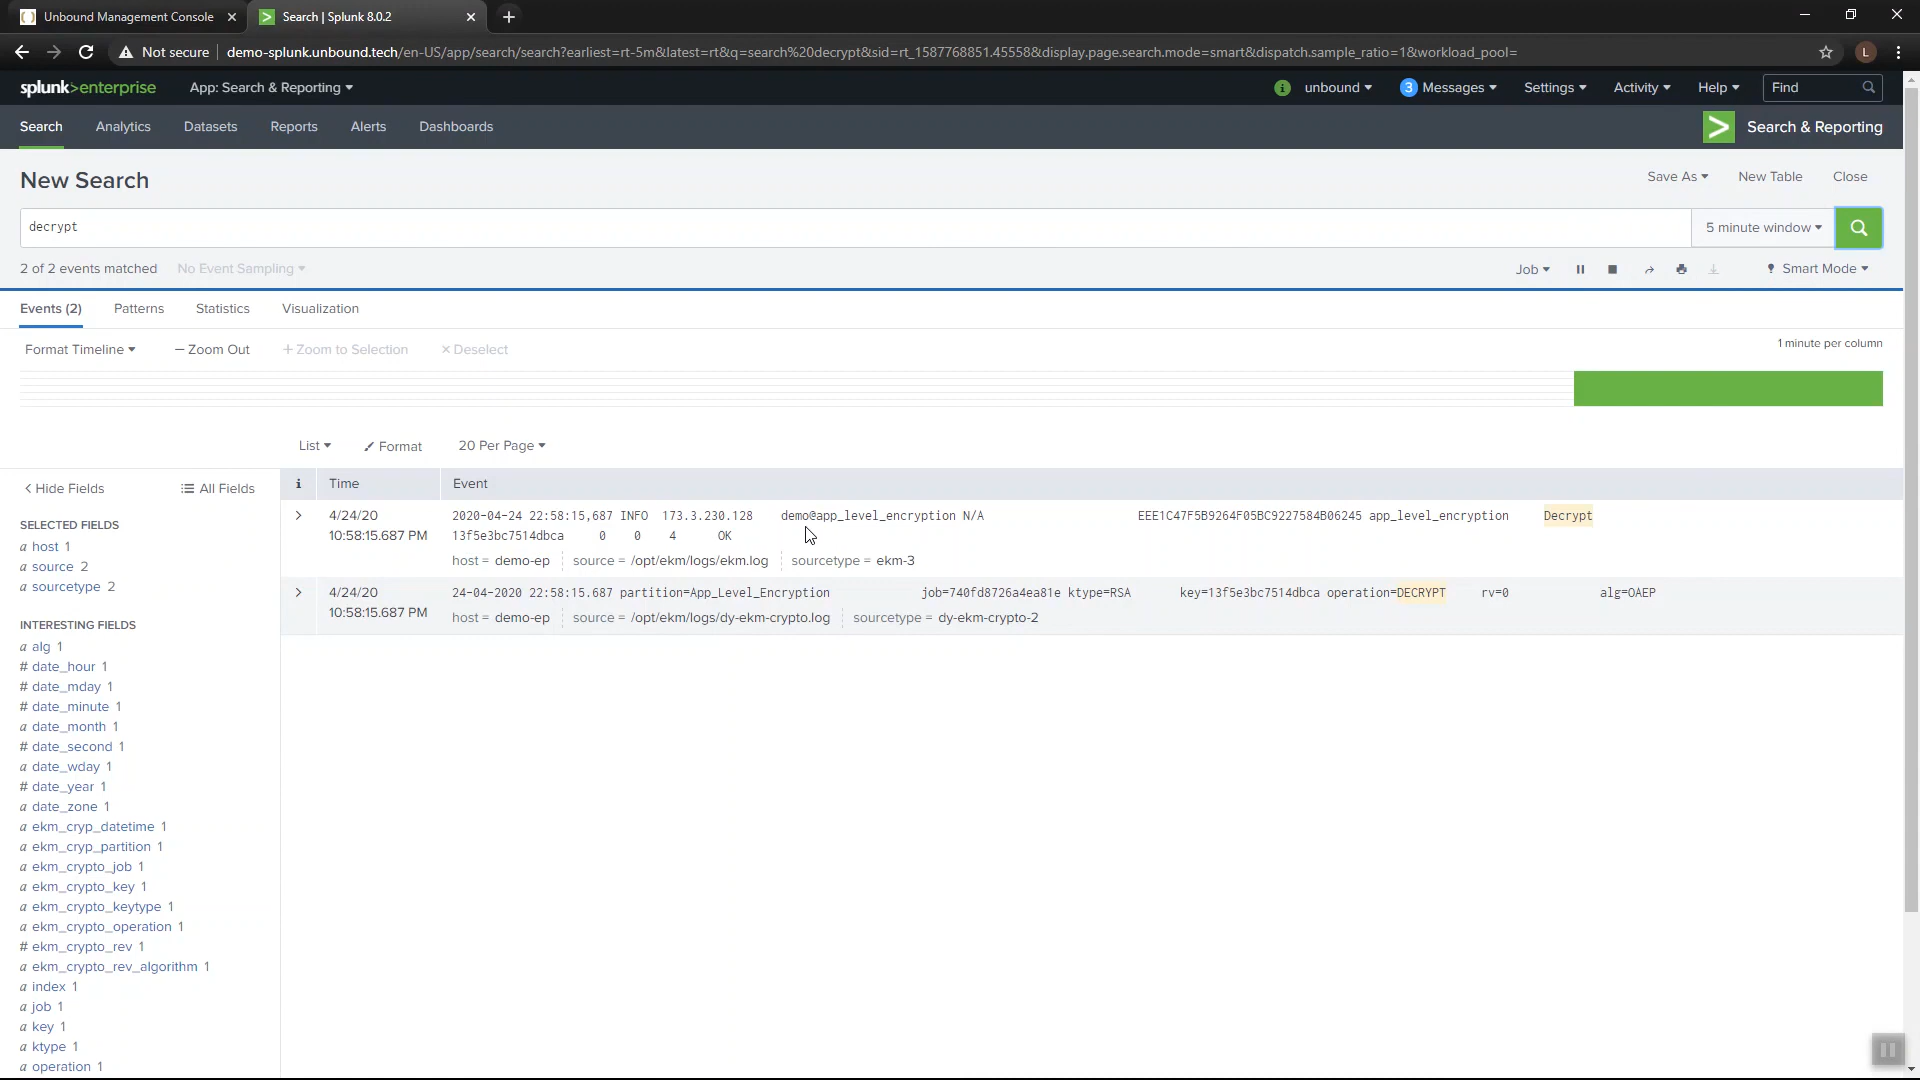 Unbound Management Console
Search | Splunk 8.0.2
Not secure demo-splunk.unbound.tech/en-US/app/search/search?earliest=rt-5m&latest=rt&q=search%20decrypt&sid=rt_1587768851.45558&display.page.search.mode=smart&dispatch.sample_ratio=1&workload_pool=
L
splunk>enterprise App: Search & Reporting
i unbound 3 Messages Settings Activity Help Find
Search Analytics Datasets Reports Alerts Dashboards
Search & Reporting
New Search
Save As New Table Close
decrypt
5 minute window
2 of 2 events matched No Event Sampling
Job Smart Mode
Events (2) Patterns Statistics Visualization
Format Timeline — Zoom Out + Zoom to Selection × Deselect
1 minute per column
List Format 20 Per Page
< Hide Fields All Fields
SELECTED FIELDS
a host 1
a source 2
a sourcetype 2
INTERESTING FIELDS
a alg 1
# date_hour 1
# date_mday 1
# date_minute 1
a date_month 1
# date_second 1
a date_wday 1
# date_year 1
a date_zone 1
a ekm_cryp_datetime 1
a ekm_cryp_partition 1
a ekm_crypto_job 1
a ekm_crypto_key 1
a ekm_crypto_keytype 1
a ekm_crypto_operation 1
# ekm_crypto_rev 1
a ekm_crypto_rev_algorithm 1
a index 1
a job 1
a key 1
a ktype 1
a operation 1
i Time Event
4/24/20
10:58:15.687 PM
2020-04-24 22:58:15,687 INFO 173.3.230.128 demo@app_level_encryption N/A EEE1C47F5B9264F05BC9227584B06245 app_level_encryption Decrypt
13f5e3bc7514dbca 0 0 4 OK
host = demo-ep source = /opt/ekm/logs/ekm.log sourcetype = ekm-3
4/24/20
10:58:15.687 PM
24-04-2020 22:58:15.687 partition=App_Level_Encryption job=740fd8726a4ea81e ktype=RSA key=13f5e3bc7514dbca operation=DECRYPT rv=0 alg=OAEP
host = demo-ep source = /opt/ekm/logs/dy-ekm-crypto.log sourcetype = dy-ekm-crypto-2